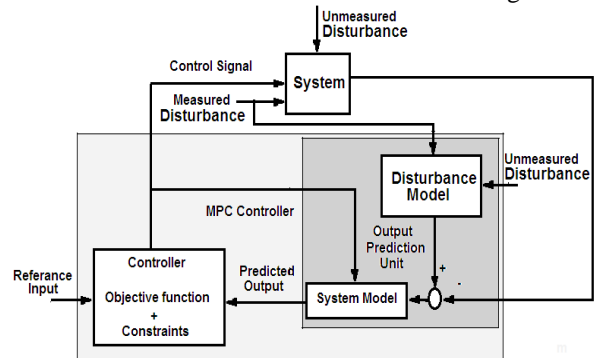 Unmeasured
Disturbance
Control Signal
System
Measured
Disturbance
Unmeasured
Disturbance
Disturbance
Model
MPC Controller
Output
Prediction
Unit
+
-
Controller
Objective function
+
Constraints
Predicted
Output
Referance
Input
System Model
m